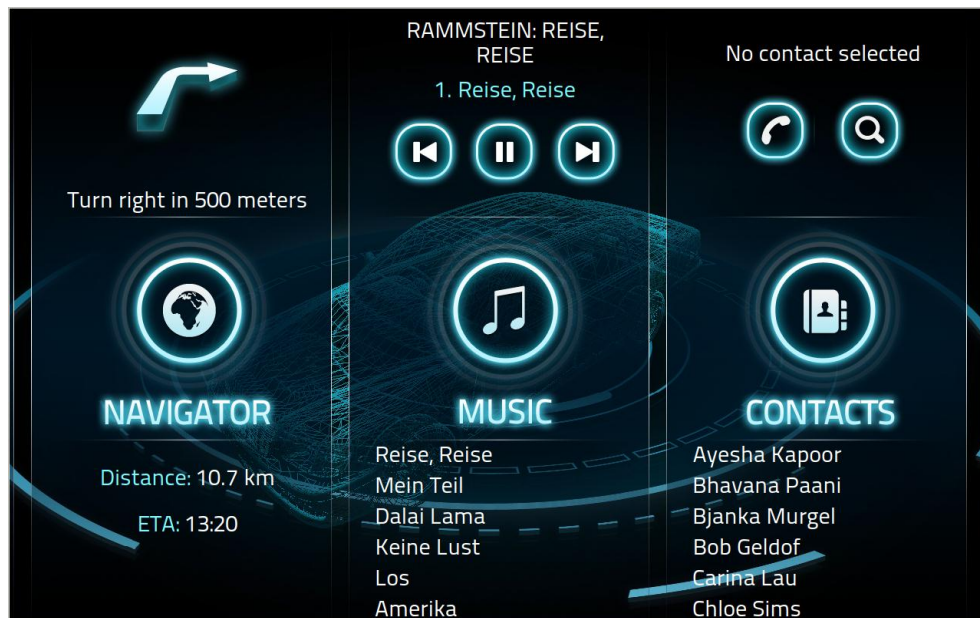 Turn right in 500 meters
NAVIGATOR
Distance: 10.7 km
ETA: 13:20
RAMMSTEIN: REISE,
REISE
1. Reise, Reise
MUSIC
Reise, Reise
Mein Teil
Dalai Lama
Keine Lust
Los
Amerika
No contact selected
CONTACTS
Ayesha Kapoor
Bhavana Paani
Bjanka Murgel
Bob Geldof
Carina Lau
Chloe Sims